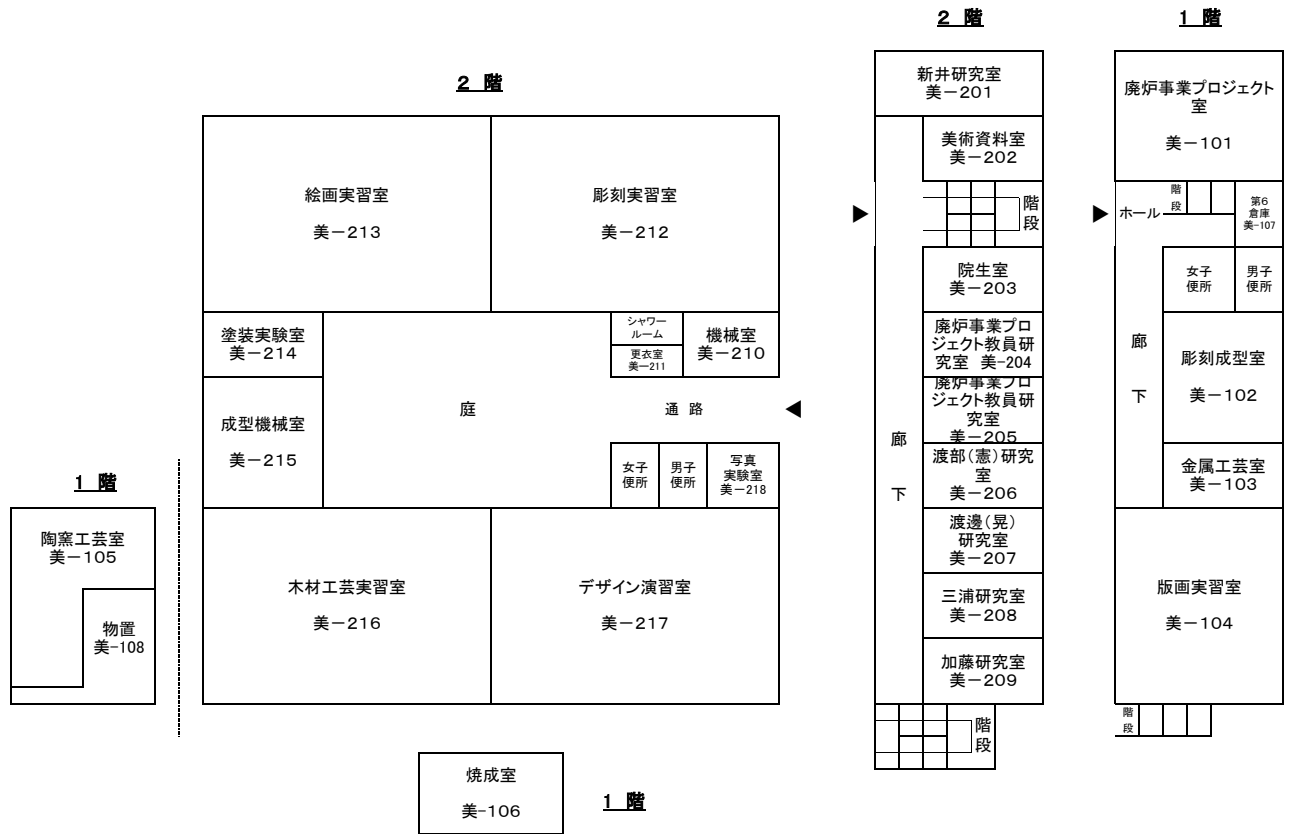 ２ 階
１ 階
２ 階
新井研究室
美－201
廃炉事業プロジェクト
室
美－101
美術資料室
美－202
絵画実習室
美－213
彫刻実習室
美－212
階
段
ホール
階
段
第6
倉庫
美-107
院生室
美－203
女子
便所
男子
便所
塗装実験室
美－214
シャワー
ルーム
更衣室
美－211
機械室
美－210
廃炉事業プロ
ジェクト教員研
究室 美-204
廊
下
彫刻成型室
美－102
成型機械室
美－215
庭
通 路
廃炉事業プロ
ジェクト教員研
究室
美－205
廊
下
女子
便所
男子
便所
写真
実験室
美－218
渡部（憲）研究
室
美－206
金属工芸室
美－103
１ 階
陶窯工芸室
美－105
物置
美-108
渡邊（晃）
研究室
美－207
木材工芸実習室
美－216
デザイン演習室
美－217
三浦研究室
美－208
版画実習室
美－104
加藤研究室
美－209
階
段
階
段
焼成室
美-106
１ 階